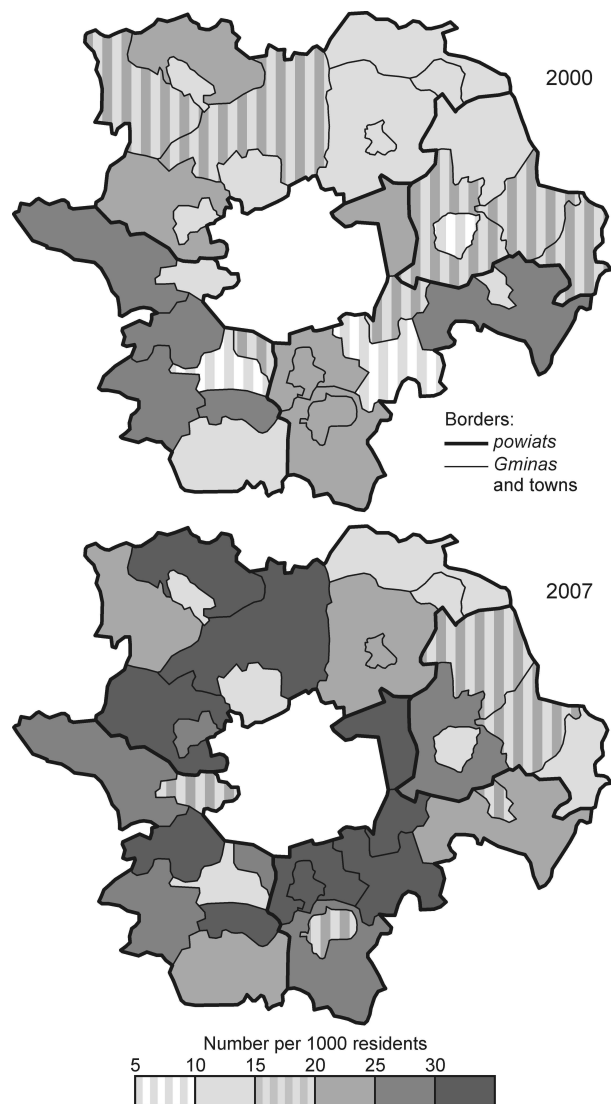 2000
Borders:
powiats
Gminas
and towns
2007
Number per 1000 residents
5 10 15 20 25 30